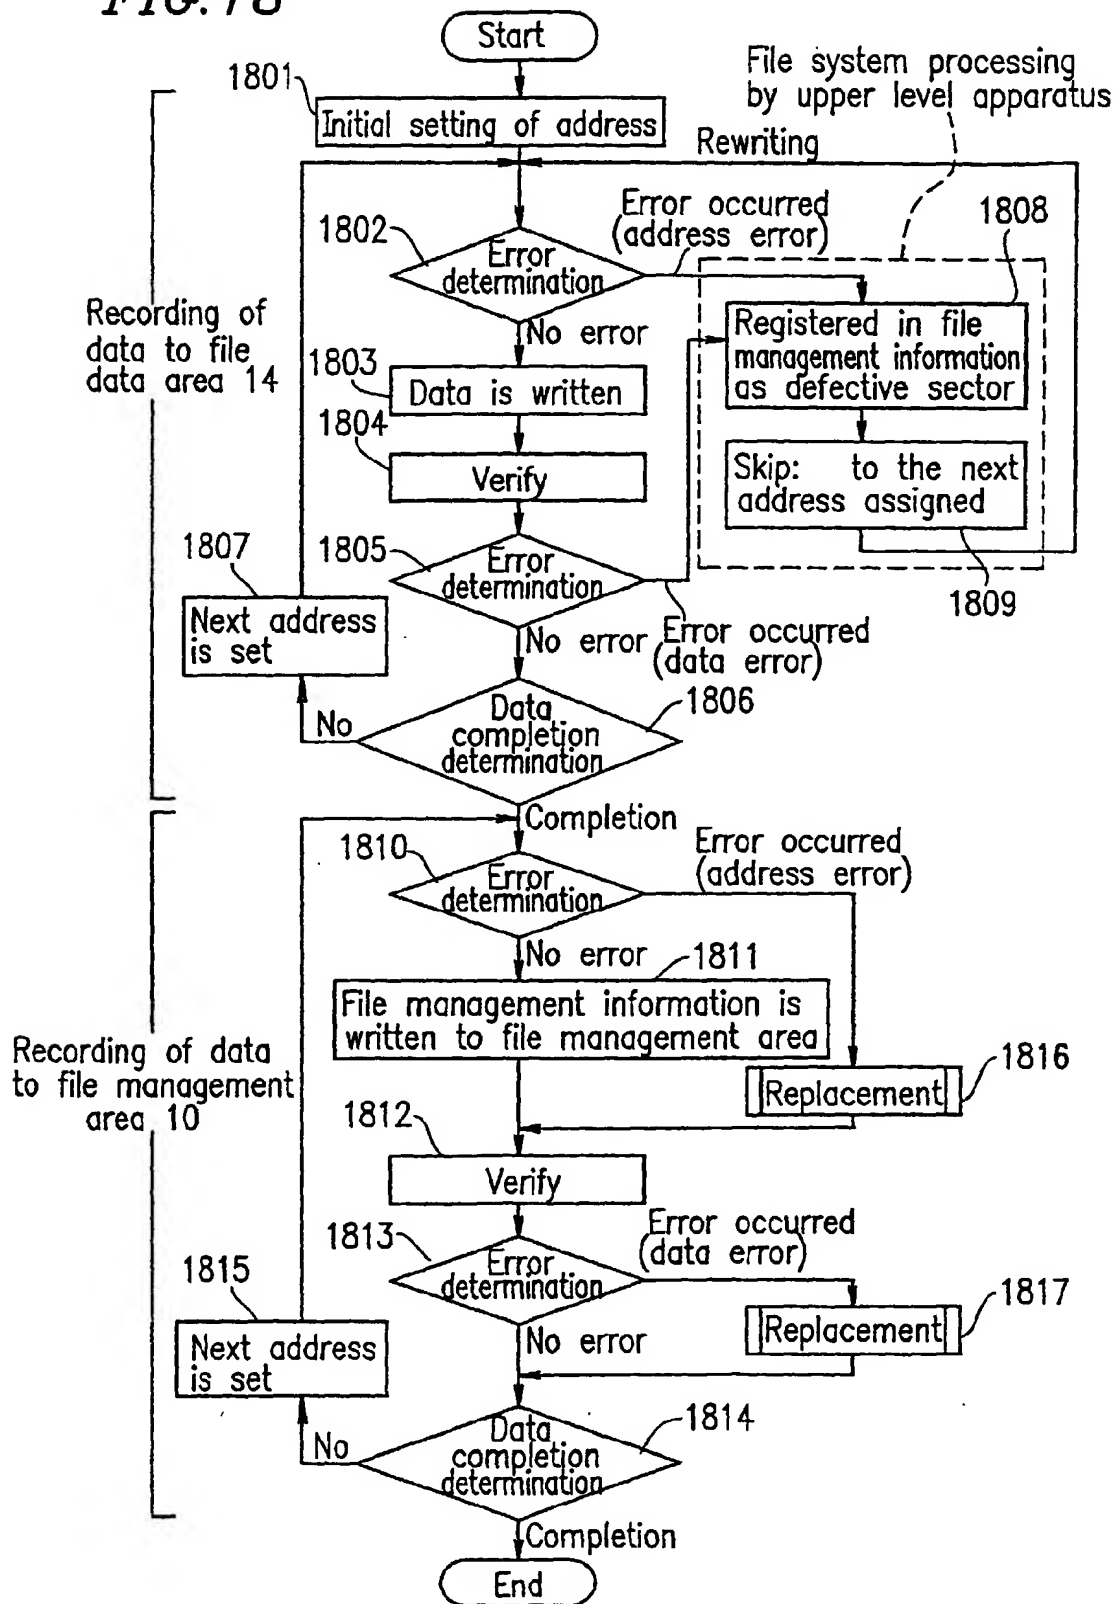 FIG. 18
Start
1801
Initial setting of address
File system processing
by upper level apparatus
Rewriting
Error occurred
(address error)
1808
1802
Error
determination
Recording of
data to file
data area 14
No error
Registered in file
management information
as defective sector
1803
Data is written
1804
Verify
Skip: to the next
address assigned
1805
Error
determination
1809
1807
Next address
is set
No error
Error occurred
(data error)
1806
No
Data
completion
determination
Completion
Error occurred
(address error)
1810
Error
determination
No error
1811
File management information is
written to file management area
Recording of data
to file management
area 10
Replacement
1816
1812
Verify
Error occurred
(data error)
1813
Error
determination
1815
Next address
is set
No error
Replacement
1817
1814
No
Data
completion
determination
Completion
End